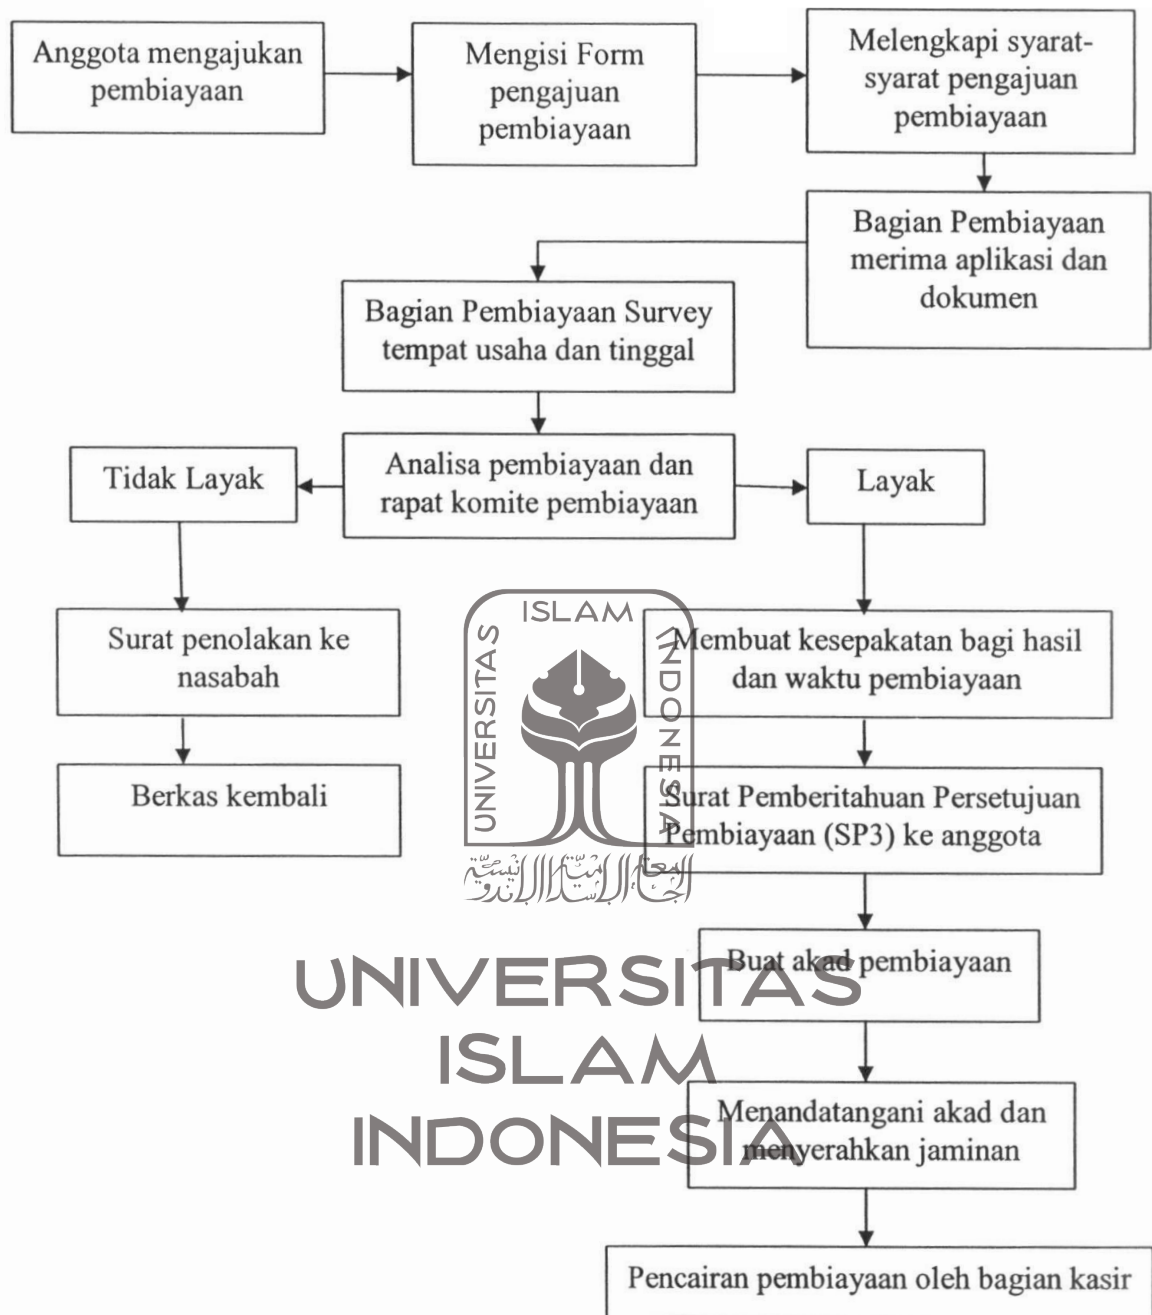 Anggota mengajukan
pembiayaan
Mengisi Form
pengajuan
pembiayaan
Melengkapi syarat-
syarat pengajuan
pembiayaan
Bagian Pembiayaan
merima aplikasi dan
dokumen
Bagian Pembiayaan Survey
tempat usaha dan tinggal
Analisa pembiayaan dan
rapat komite pembiayaan
Tidak Layak
Layak
Surat penolakan ke
nasabah
Berkas kembali
Membuat kesepakatan bagi hasil
dan waktu pembiayaan
Surat Pemberitahuan Persetujuan
Pembiayaan (SP3) ke anggota
Buat akad pembiayaan
Menandatangani akad dan
menyerahkan jaminan
Pencairan pembiayaan oleh bagian kasir
UNIVERSITAS
ISLAM
INDONESIA
UNIVERSITAS
ISLAM
INDONESIA